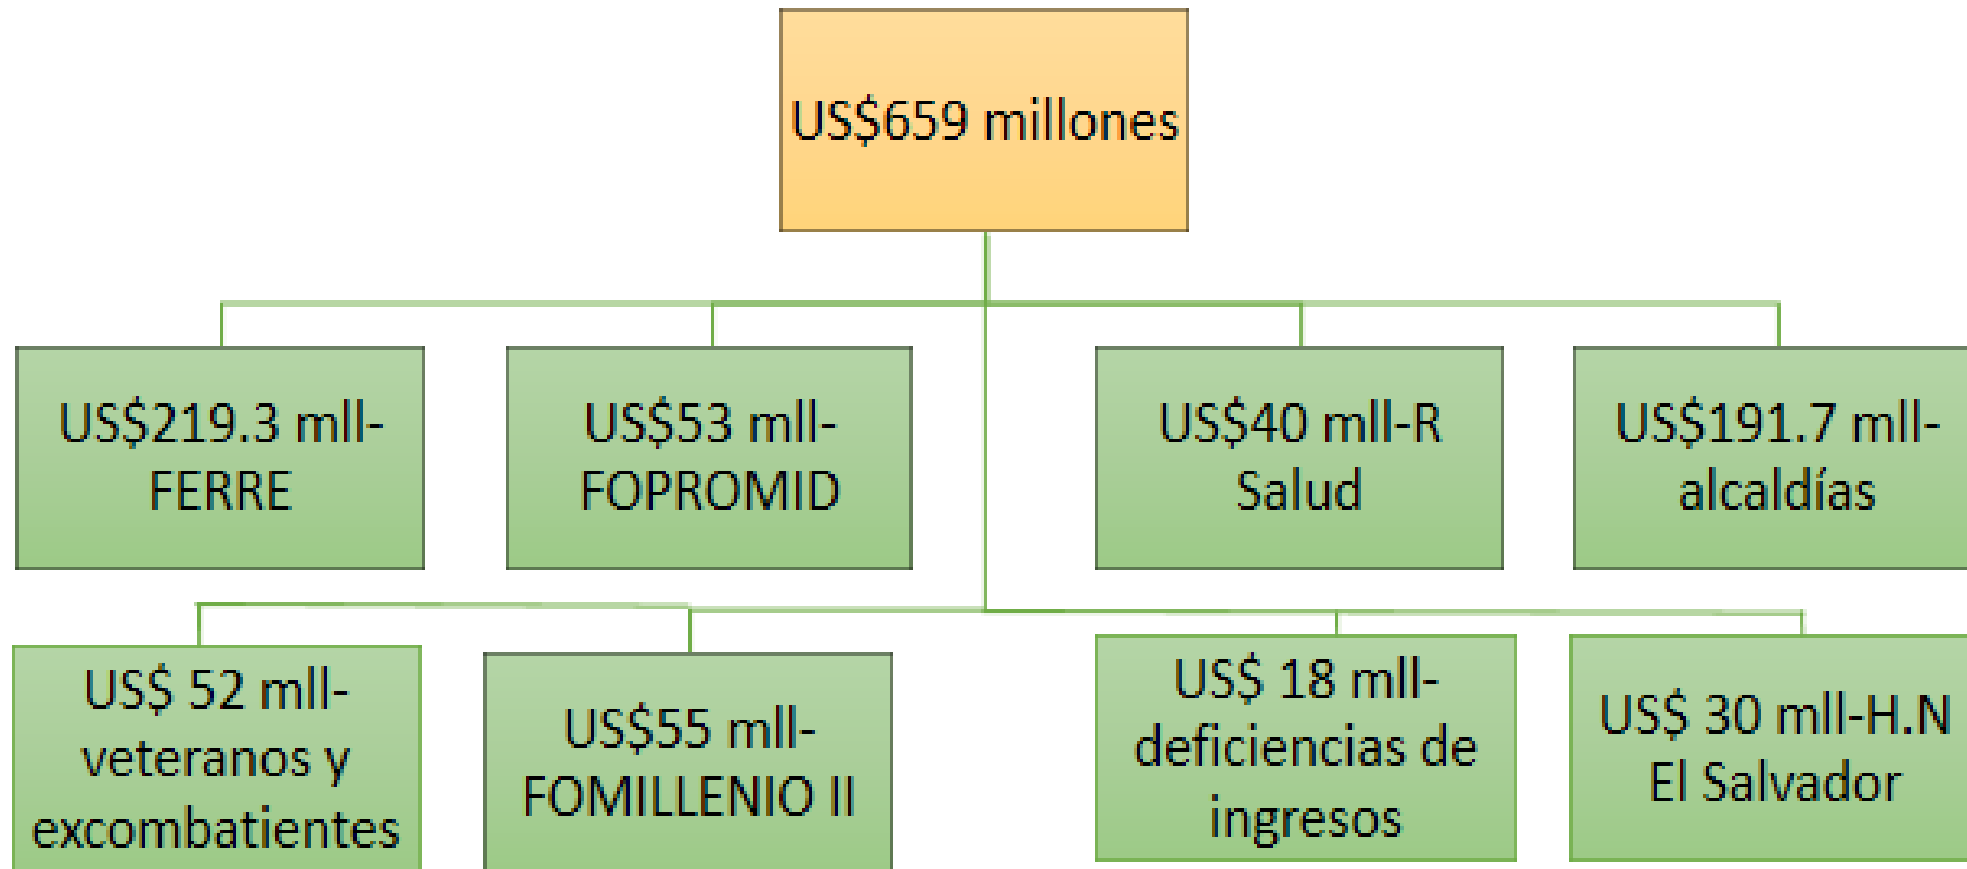 US$659 millones
US$219.3 mll-
FERRE
US$53 mll-
FOPROMID
US$40 mll-R
Salud
US$191.7 mll-
alcaldías
US$ 52 mll-
veteranos y
excombatientes
US$55 mll-
FOMILLENIO II
US$ 18 mll-
deficiencias de
ingresos
US$ 30 mll-H.N
El Salvador